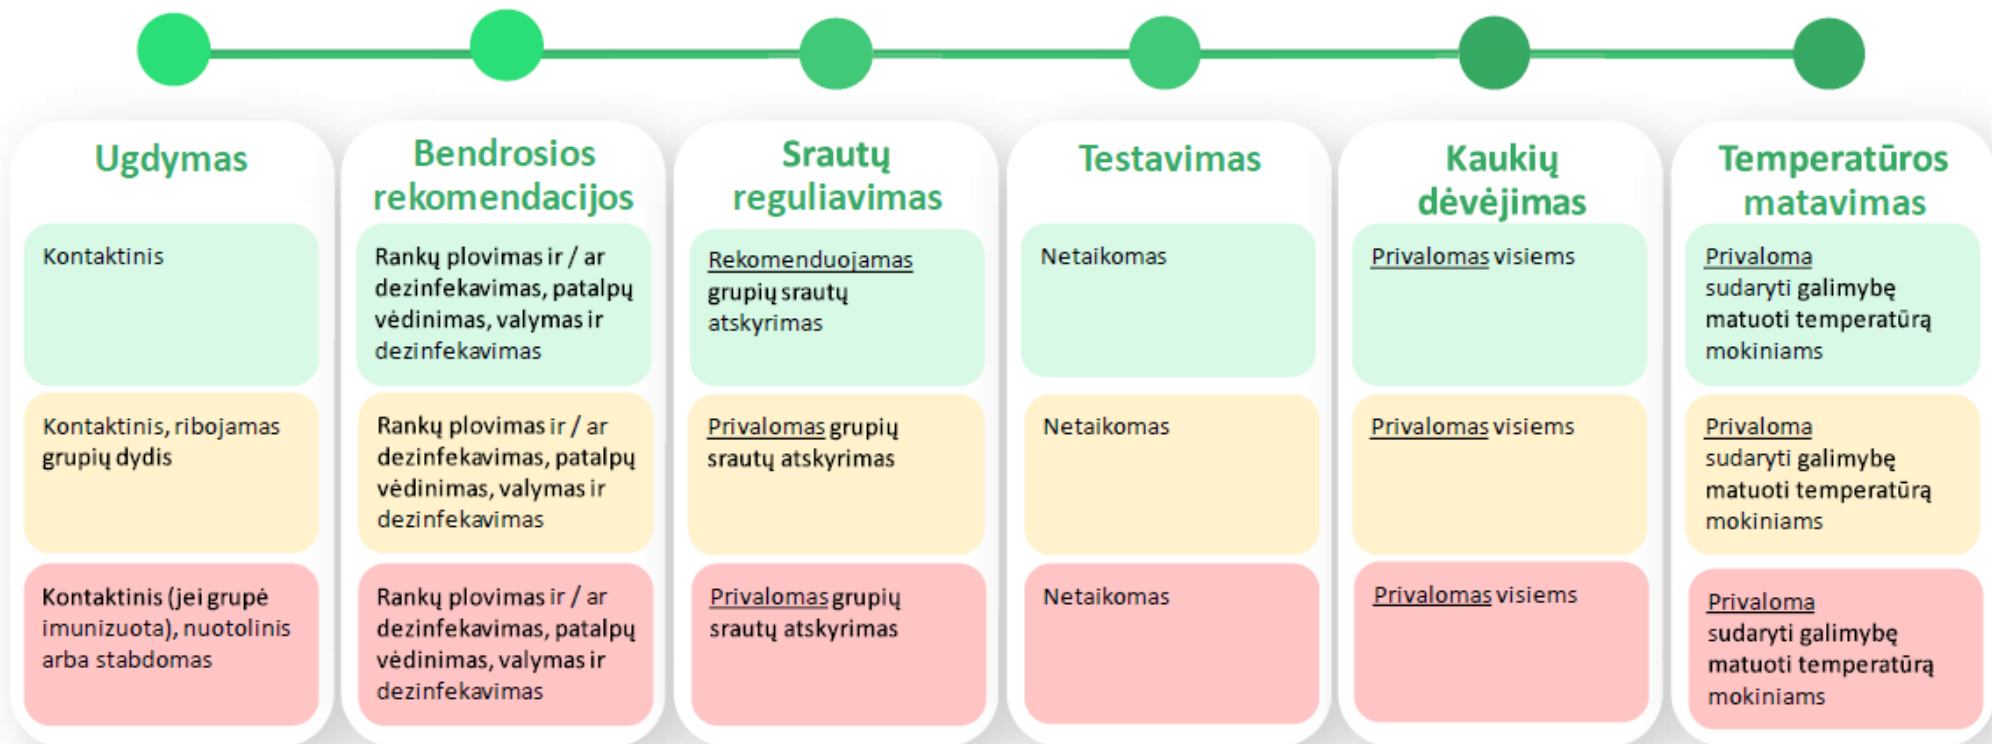 Ugdymas
Kontaktinis
Kontaktinis, ribojamas
grupių dydis
Kontaktinis (jei grupė
imunizuota), nuotolinis
arba stabdomas
Bendrosios
rekomendacijos
Rankų plovimas ir / ar
dezinfekavimas, patalpų
vėdinimas, valymas ir
dezinfekavimas
Rankų plovimas ir / ar
dezinfekavimas, patalpų
vėdinimas, valymas ir
dezinfekavimas
Rankų plovimas ir / ar
dezinfekavimas, patalpų
vėdinimas, valymas ir
dezinfekavimas
Srautų
reguliavimas
Rekomenduojamas
grupių srautų
atskyrimas
Privalomas grupių
srautų atskyrimas
Privalomas grupių
srautų atskyrimas
Testavimas
Netaikomas
Netaikomas
Netaikomas
Kaukių
dėvėjimas
Privalomas visiems
Privalomas visiems
Privalomas visiems
Temperatūros
matavimas
Privaloma
sudaryti galimybę
matuoti temperatūrą
mokiniams
Privaloma
sudaryti galimybę
matuoti temperatūrą
mokiniams
Privaloma
sudaryti galimybę
matuoti temperatūrą
mokiniams